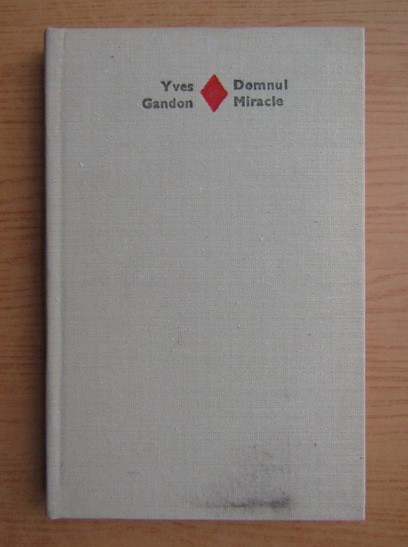 Yves
Gandon
Domnul
Miracle